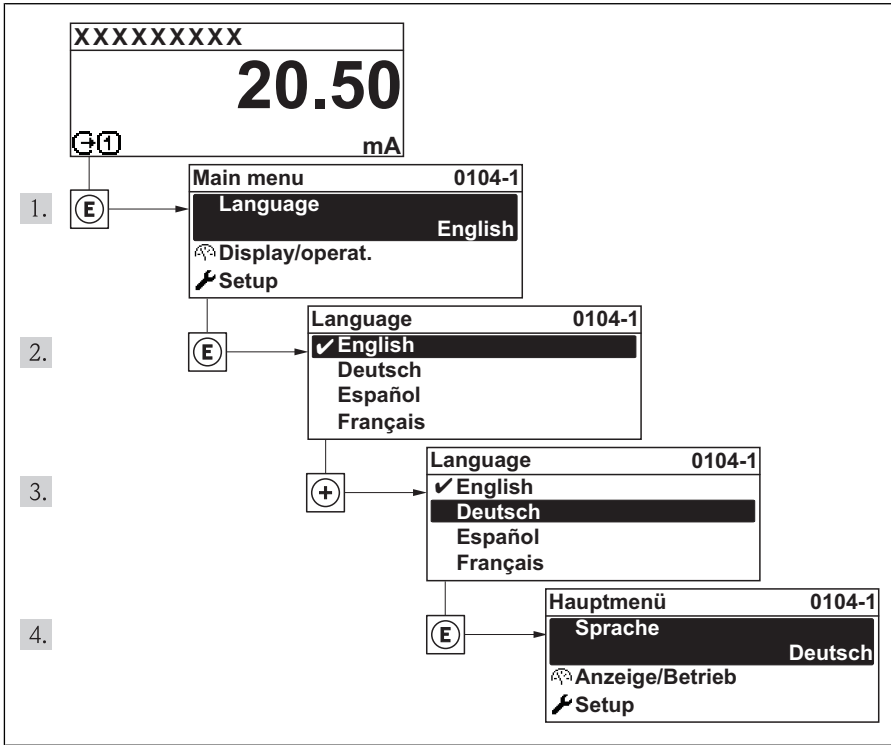 XXXXXXXXX
20.50
1 mA
Main menu 0104-1
1. E Language
English
Display/operat.
Setup
Language 0104-1
2. E ✔ English
Deutsch
Español
Français
Language 0104-1
3. + ✔ English
Deutsch
Español
Français
Hauptmenü 0104-1
4. E Sprache
Deutsch
Anzeige/Betrieb
Setup